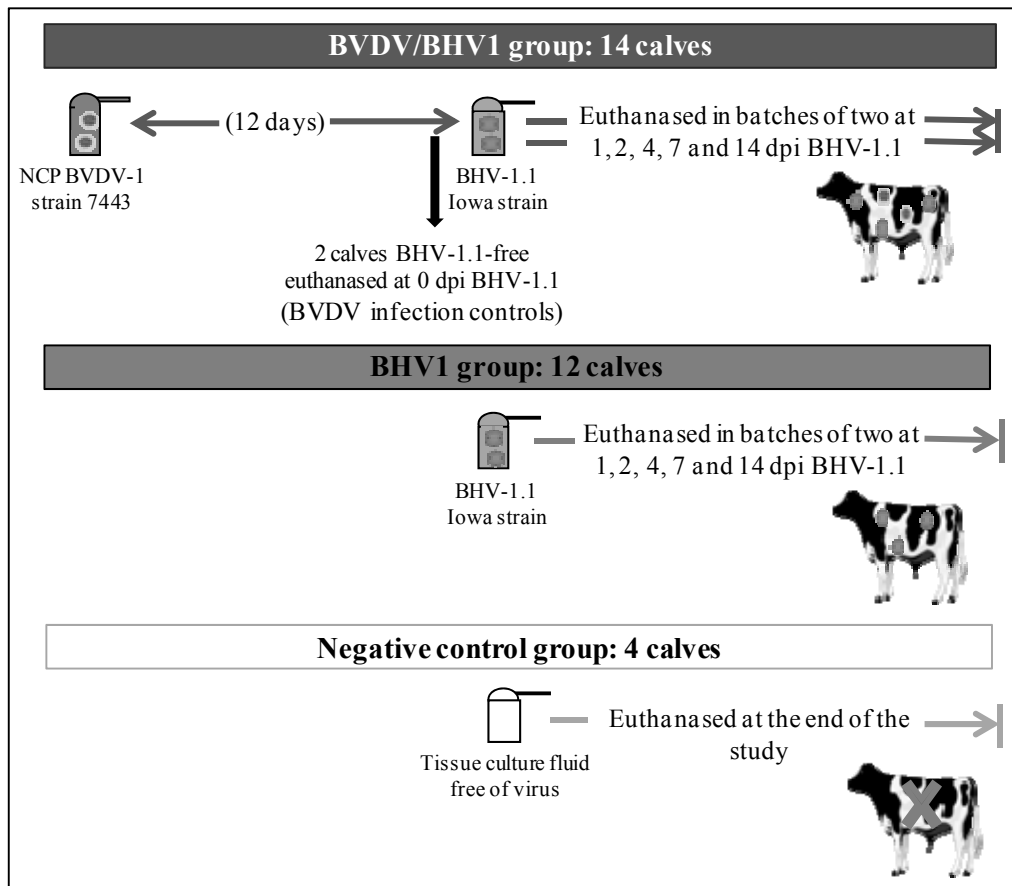 BVDV/BHV1 group: 14 calves
(12 days)
Euthanased in batches of two at
1,2, 4, 7 and 14 dpi BHV-1.1
NCP BVDV-1
strain 7443
BHV-1.1
Iowa strain
2 calves BHV-1.1-free
euthanased at 0 dpi BHV-1.1
(BVDV infection controls)
BHV1 group: 12 calves
Euthanased in batches of two at
1,2, 4, 7 and 14 dpi BHV-1.1
BHV-1.1
Iowa strain
Negative control group: 4 calves
Euthanased at the end of the
study
Tissue culture fluid
free of virus
X